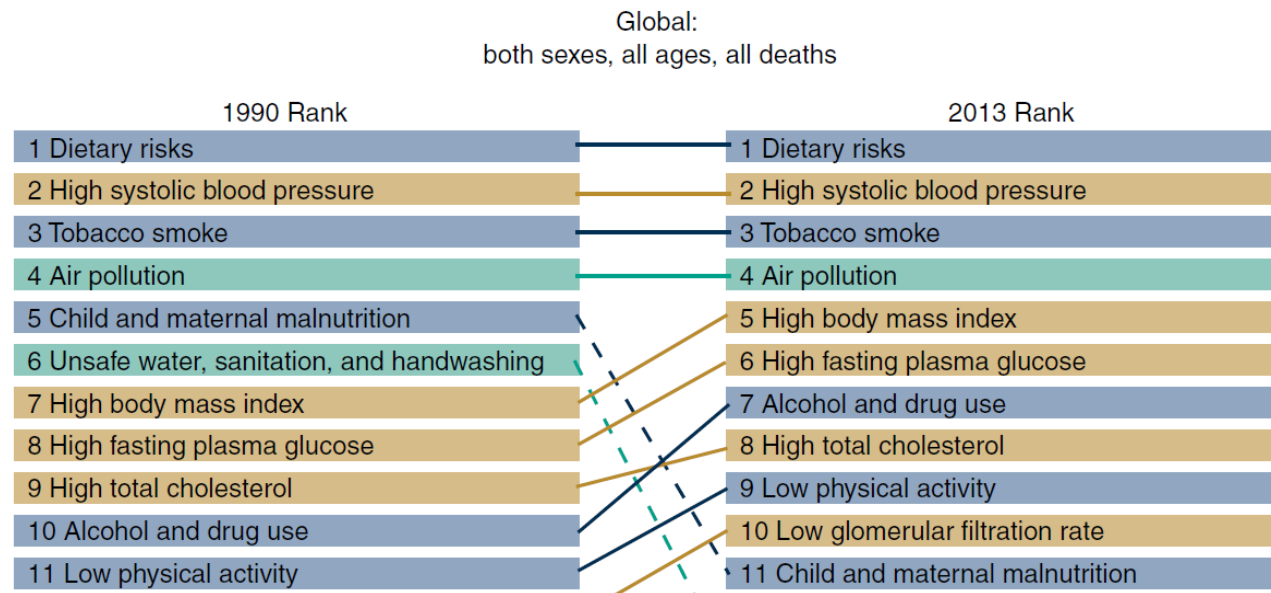 Global:
both sexes, all ages, all deaths
1990 Rank
1 Dietary risks
2 High systolic blood pressure
3 Tobacco smoke
4 Air pollution
5 Child and maternal malnutrition
6 Unsafe water, sanitation, and handwashing
7 High body mass index
8 High fasting plasma glucose
9 High total cholesterol
10 Alcohol and drug use
11 Low physical activity
2013 Rank
1 Dietary risks
2 High systolic blood pressure
3 Tobacco smoke
4 Air pollution
5 High body mass index
6 High fasting plasma glucose
7 Alcohol and drug use
8 High total cholesterol
9 Low physical activity
10 Low glomerular filtration rate
11 Child and maternal malnutrition